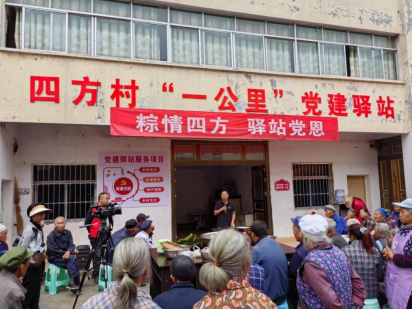 四方村“一公里”党建驿站
粽情四方 驿站党恩
党建驿站服务项目